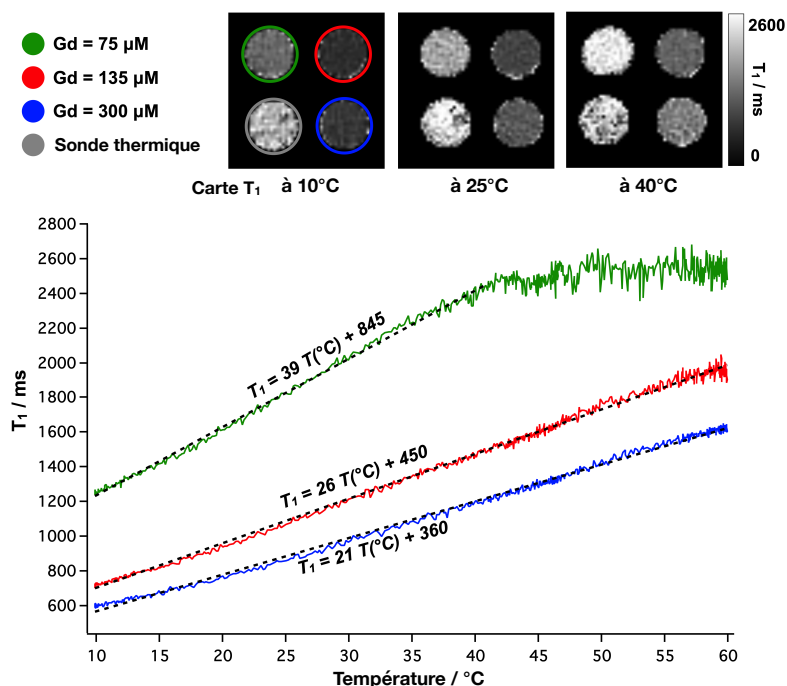 Gd = 75 µM
Gd = 135 µM
Gd = 300 µM
Sonde thermique
2600
T₁ / ms
0
Carte T₁ à 10°C
à 25°C
à 40°C
2800
2600
2400
2200
2000
1800
1600
1400
1200
1000
800
600
T₁ / ms
T₁ = 39 T(°C) + 845
T₁ = 26 T(°C) + 450
T₁ = 21 T(°C) + 360
10 15 20 25 30 35 40 45 50 55 60
Température / °C